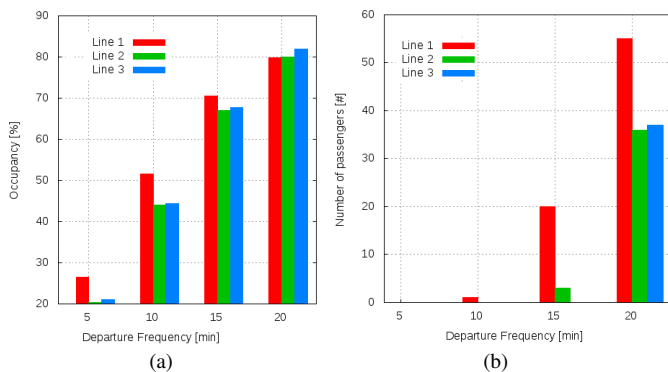 90
80
70
60
50
40
30
20
Occupancy [%]
Line 1
Line 2
Line 3
5 10 15 20
Departure Frequency [min]
(a)
60
50
40
30
20
10
0
Number of passengers [#]
Line 1
Line 2
Line 3
5 10 15 20
Departure Frequency [min]
(b)